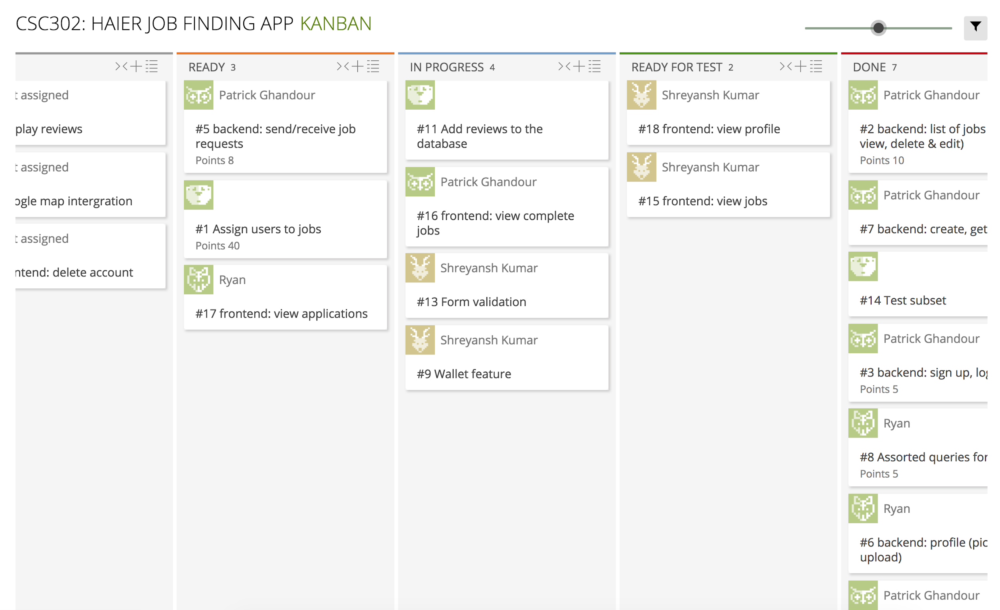 CSC302: HAIER JOB FINDING APP KANBAN
assigned
play reviews
assigned
map intergration
assigned
delete account
READY 3
Patrick Ghandour
#5 backend: send/receive job
requests
Points 8
#1 Assign users to jobs
Points 40
Ryan
#17 frontend: view applications
IN PROGRESS 4
#11 Add reviews to the
database
Patrick Ghandour
#16 frontend: view complete
jobs
Shreyansh Kumar
#13 Form validation
Shreyansh Kumar
#9 Wallet feature
READY FOR TEST 2
Shreyansh Kumar
#18 frontend: view profile
Shreyansh Kumar
#15 frontend: view jobs
DONE 7
Patrick Ghandour
#2 backend: list of jobs
view, delete & edit)
Points 10
Patrick Ghandour
#7 backend: create, get
#14 Test subset
Patrick Ghandour
#3 backend: sign up,
Points 5
Ryan
#8 Assorted queries for
Points 5
Ryan
#6 backend: profile (pic
upload)
Patrick Ghandour